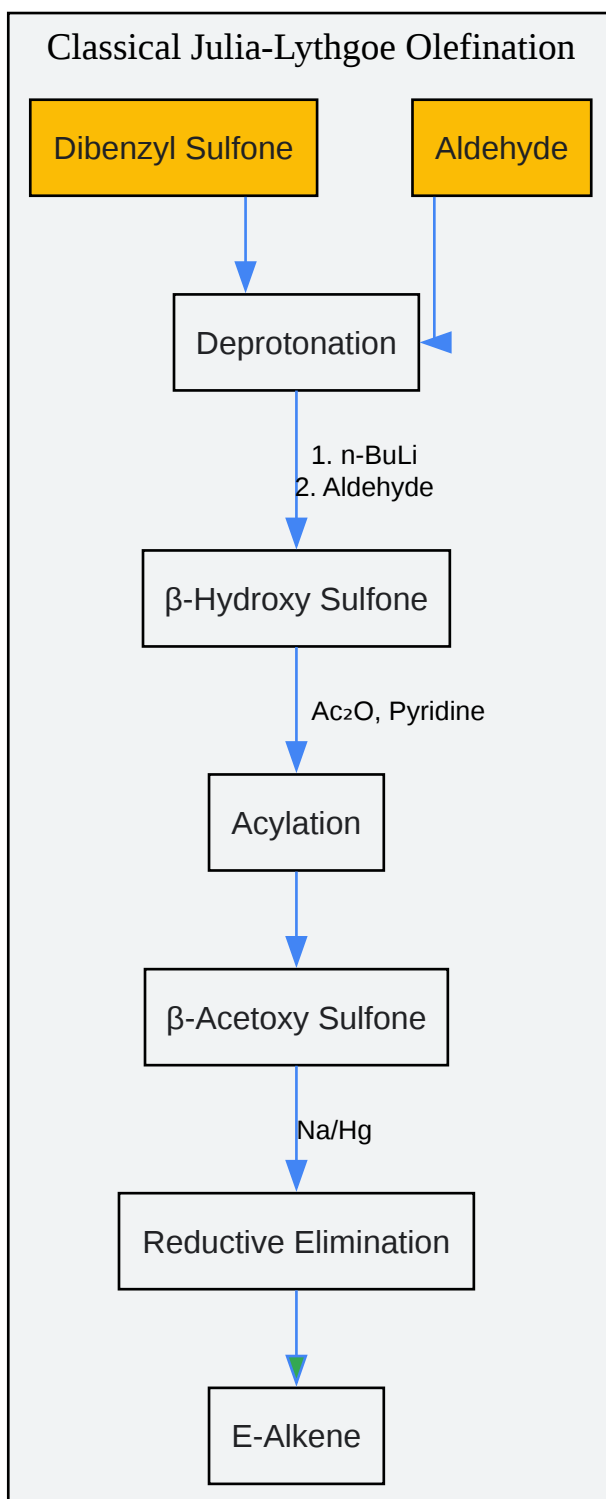 Classical Julia-Lythgoe Olefination
Dibenzyl Sulfone
Aldehyde
Deprotonation
1. n-BuLi
2. Aldehyde
β-Hydroxy Sulfone
Ac₂O, Pyridine
Acylation
β-Acetoxy Sulfone
Na/Hg
Reductive Elimination
E-Alkene